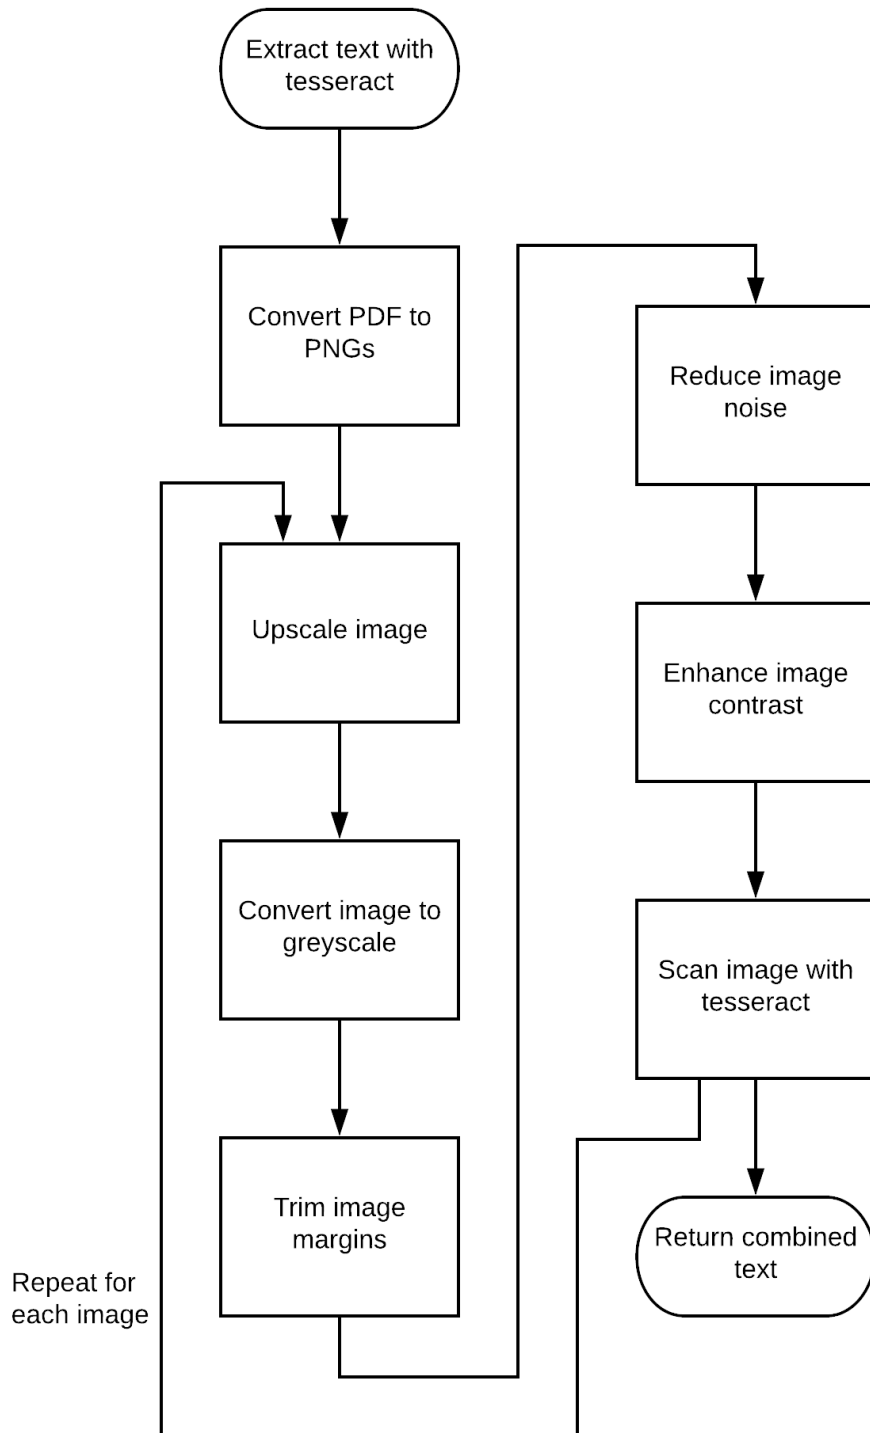 Extract text with
tesseract
Convert PDF to
PNGs
Upscale image
Convert image to
greyscale
Trim image
margins
Repeat for
each image
Reduce image
noise
Enhance image
contrast
Scan image with
tesseract
Return combined
text